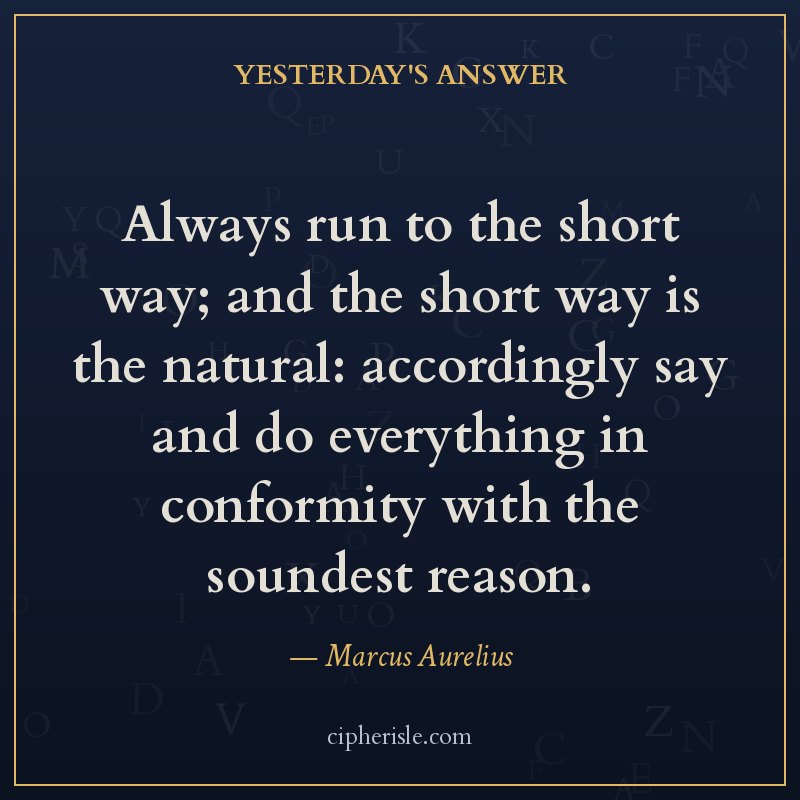 YESTERDAY'S ANSWER
Always run to the short
way; and the short way is
the natural: accordingly say
and do everything in
conformity with the
soundest reason.
— Marcus Aurelius
cipherisle.com